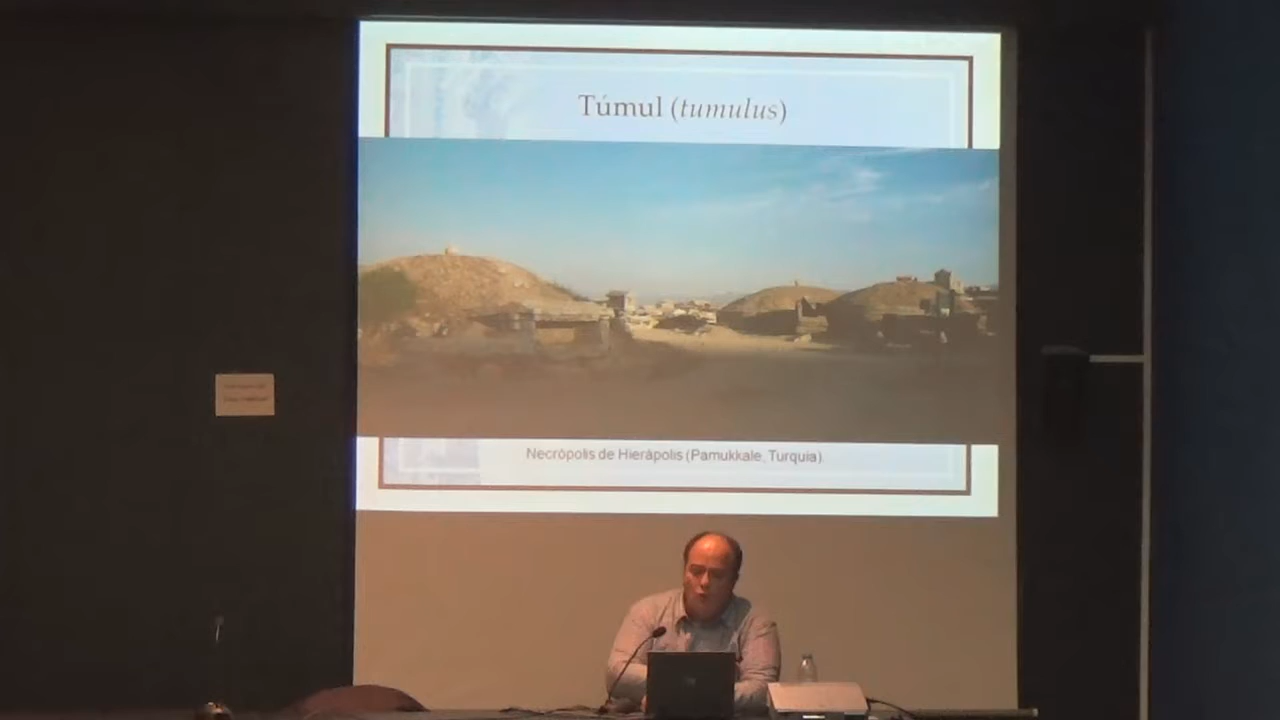 Túmul (tumulus)
Necròpolis de Hieràpolis (Pamukkale, Turquia).